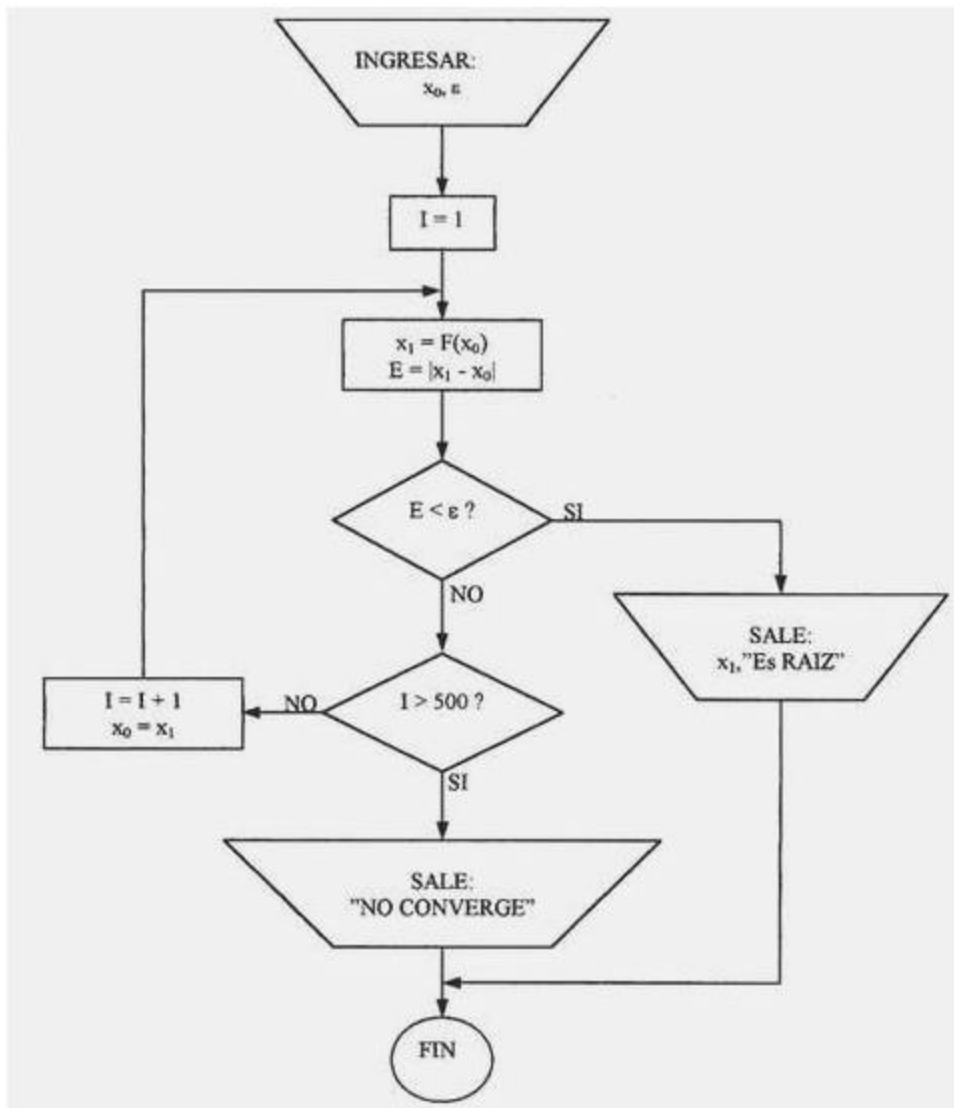 INGRESAR:
x₀, ε
I = 1
x₁ = F(x₀)
E = |x₁ - x₀|
E < ε ?
SI
NO
SALE:
x₁,"Es RAIZ"
I > 500 ?
NO
I = I + 1
x₀ = x₁
SI
SALE:
"NO CONVERGE"
FIN